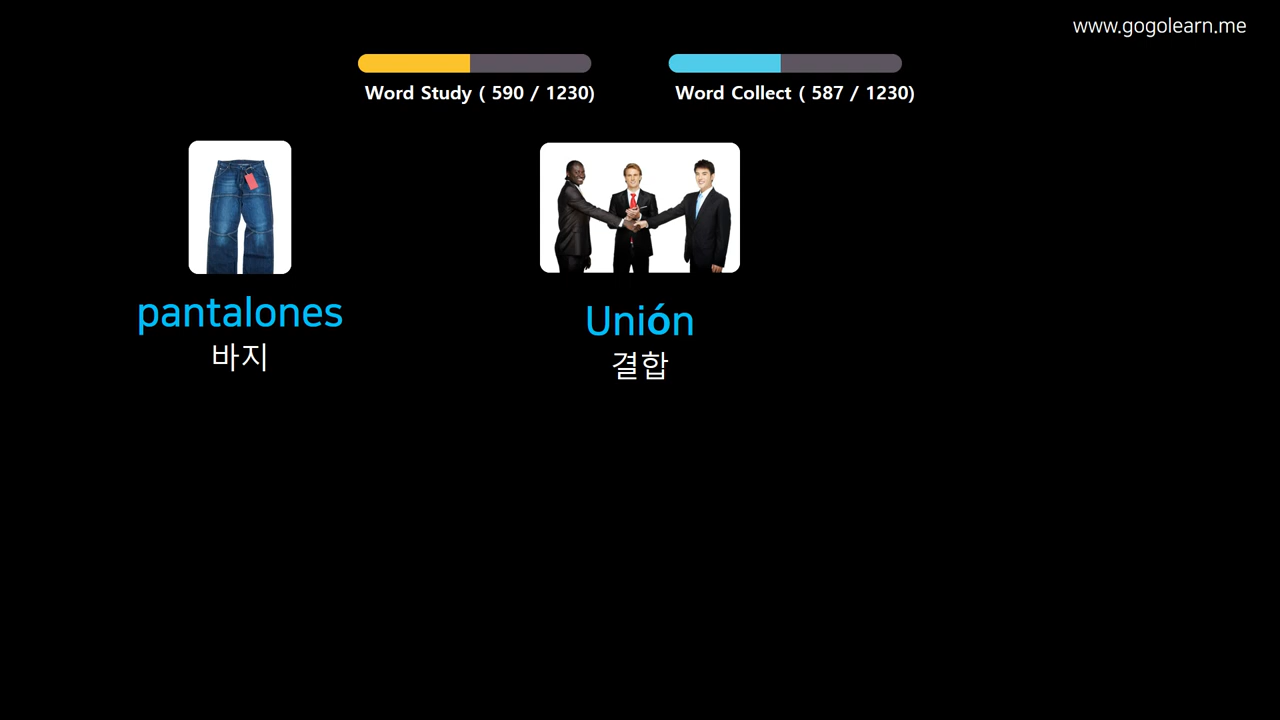 www.gogolearn.me
Word Study ( 590 / 1230)
Word Collect ( 587 / 1230)
pantalones
바지
Unión
결합